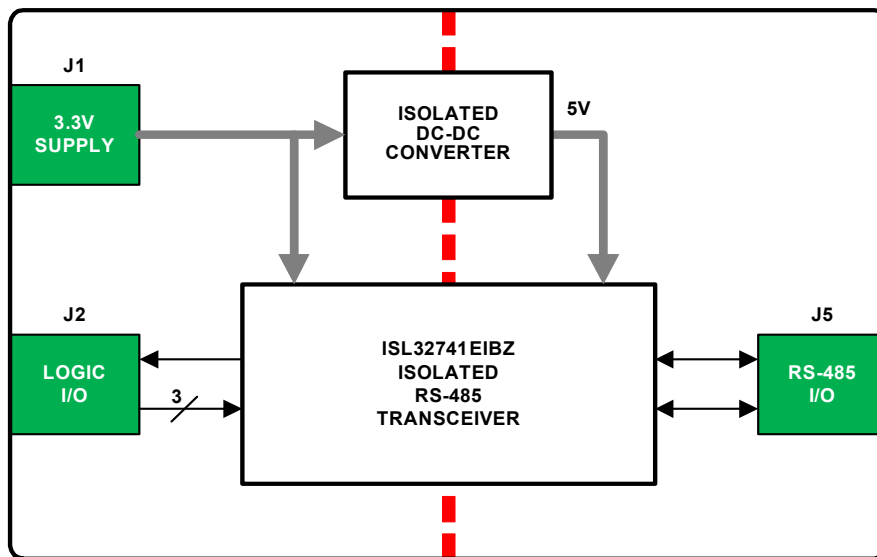 J1
3.3V
SUPPLY
ISOLATED
DC-DC
CONVERTER
5V
J2
LOGIC
I/O
3
ISL32741EIBZ
ISOLATED
RS-485
TRANSCEIVER
J5
RS-485
I/O